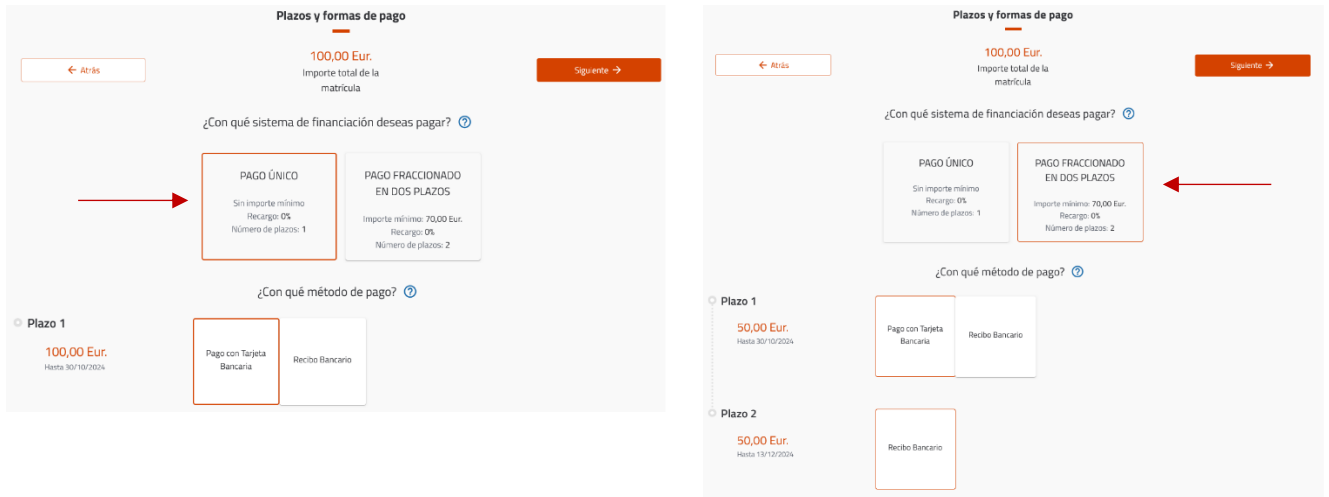 Plazos y formas de pago
← Atrás
100,00 Eur.
Importe total de la
matrícula
Siguiente →
¿Con qué sistema de financiación deseas pagar?
PAGO ÚNICO
Sin importe mínimo
Recargo: 0%
Número de plazos: 1
PAGO FRACCIONADO
EN DOS PLAZOS
Importe mínimo: 70,00 Eur.
Recargo: 0%
Número de plazos: 2
¿Con qué método de pago?
Plazo 1
100,00 Eur.
Hasta 30/10/2024
Pago con Tarjeta
Bancaria
Recibo Bancario
Plazos y formas de pago
← Atrás
100,00 Eur.
Importe total de la
matrícula
Siguiente →
¿Con qué sistema de financiación deseas pagar?
PAGO ÚNICO
Sin importe mínimo
Recargo: 0%
Número de plazos: 1
PAGO FRACCIONADO
EN DOS PLAZOS
Importe mínimo: 70,00 Eur.
Recargo: 0%
Número de plazos: 2
¿Con qué método de pago?
Plazo 1
50,00 Eur.
Hasta 30/10/2024
Pago con Tarjeta
Bancaria
Recibo Bancario
Plazo 2
50,00 Eur.
Hasta 13/12/2024
Recibo Bancario